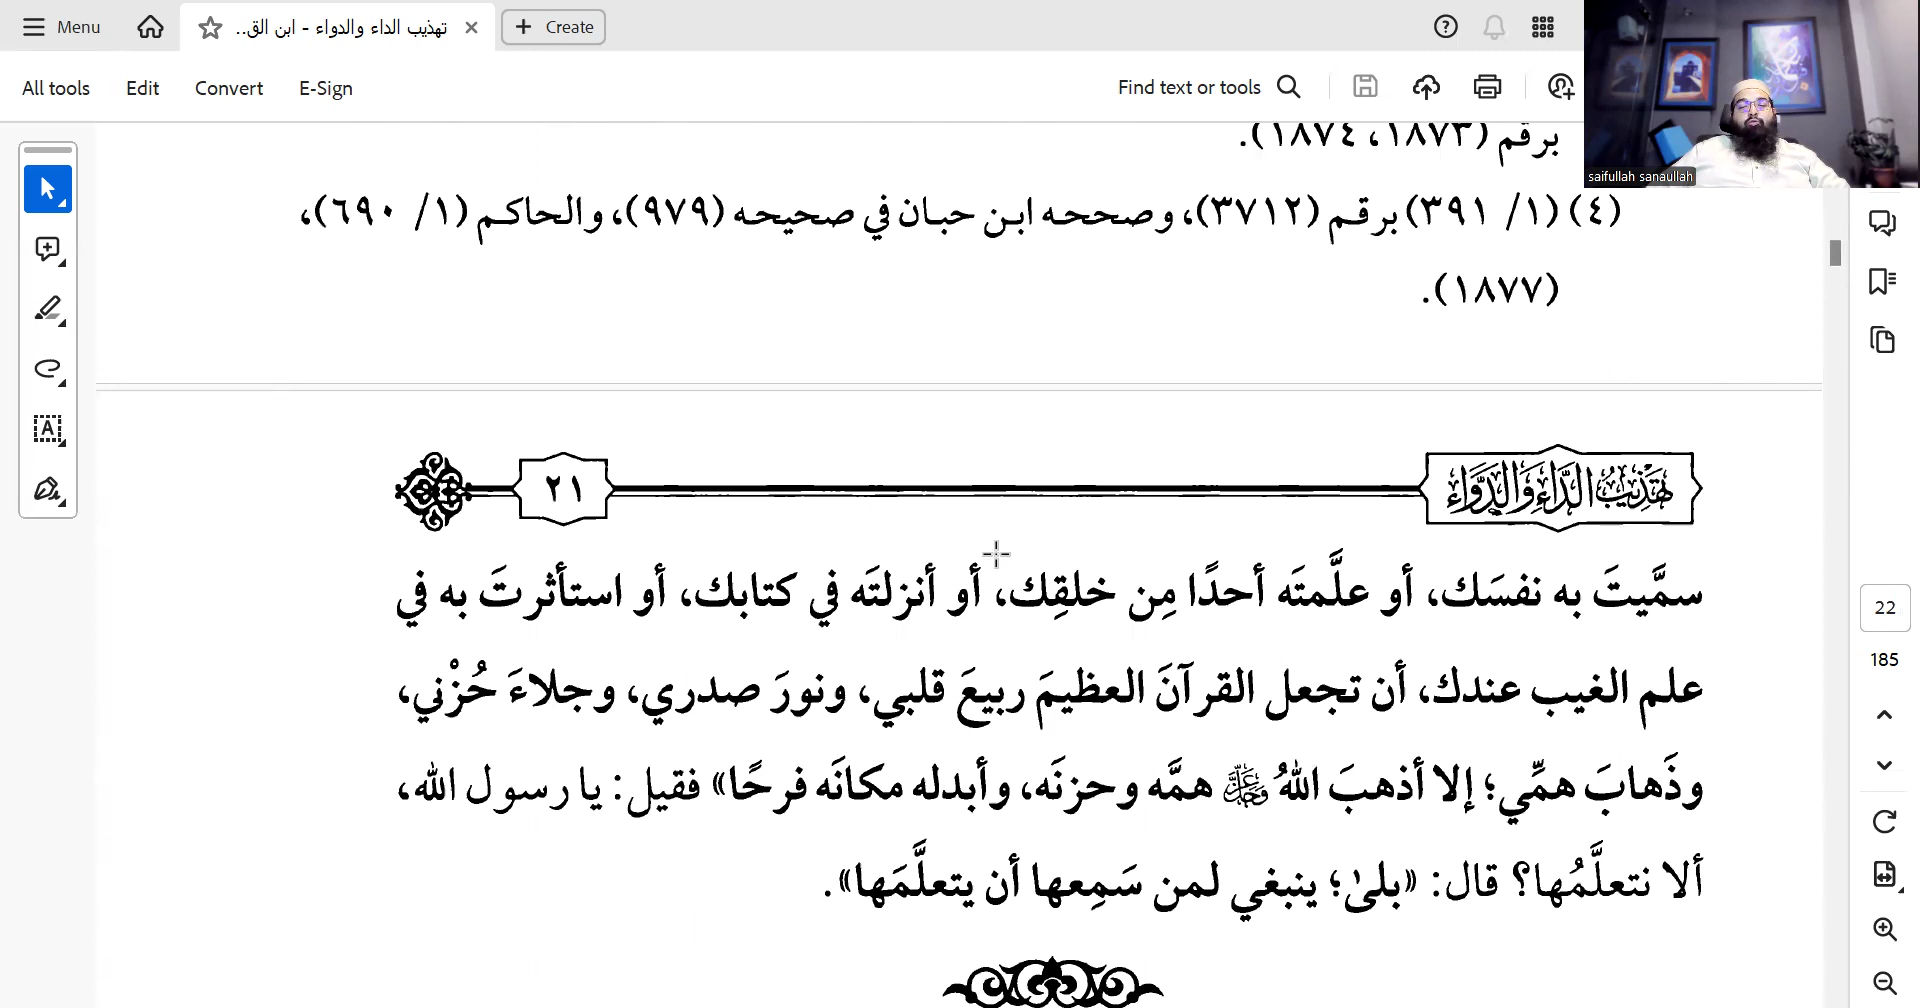 Menu
تهذيب الداء والدواء - ابن الق..
Create
All tools
Edit
Convert
E-Sign
Find text or tools
saifullah sanaullah
برقم (١٨٧٣، ١٨٧٤).
(٤) (١/ ٣٩١) برقم (٣٧١٢)، وصححه ابن حبان في صحيحه (٩٧٩)، والحاكم (١/ ٦٩٠)،
(١٨٧٧).
تهذيب الداء والدواء
٢١
سمَّيتَ به نفسَك، أو علَّمتَه أحدًا مِن خلقِك، أو أنزلتَه في كتابك، أو استأثرتَ به في
علم الغيب عندك، أن تجعل القرآنَ العظيمَ ربيعَ قلبي، ونورَ صدري، وجلاءَ حُزْني،
وذَهابَ همِّي؛ إلا أذهبَ اللهُ عَزَّوَجَلَّ همَّه وحزنَه، وأبدله مكانَه فرحًا» فقيل: يا رسول الله،
ألا نتعلَّمُها؟ قال: «بلىٰ؛ ينبغي لمن سَمِعها أن يتعلَّمَها».
22
185